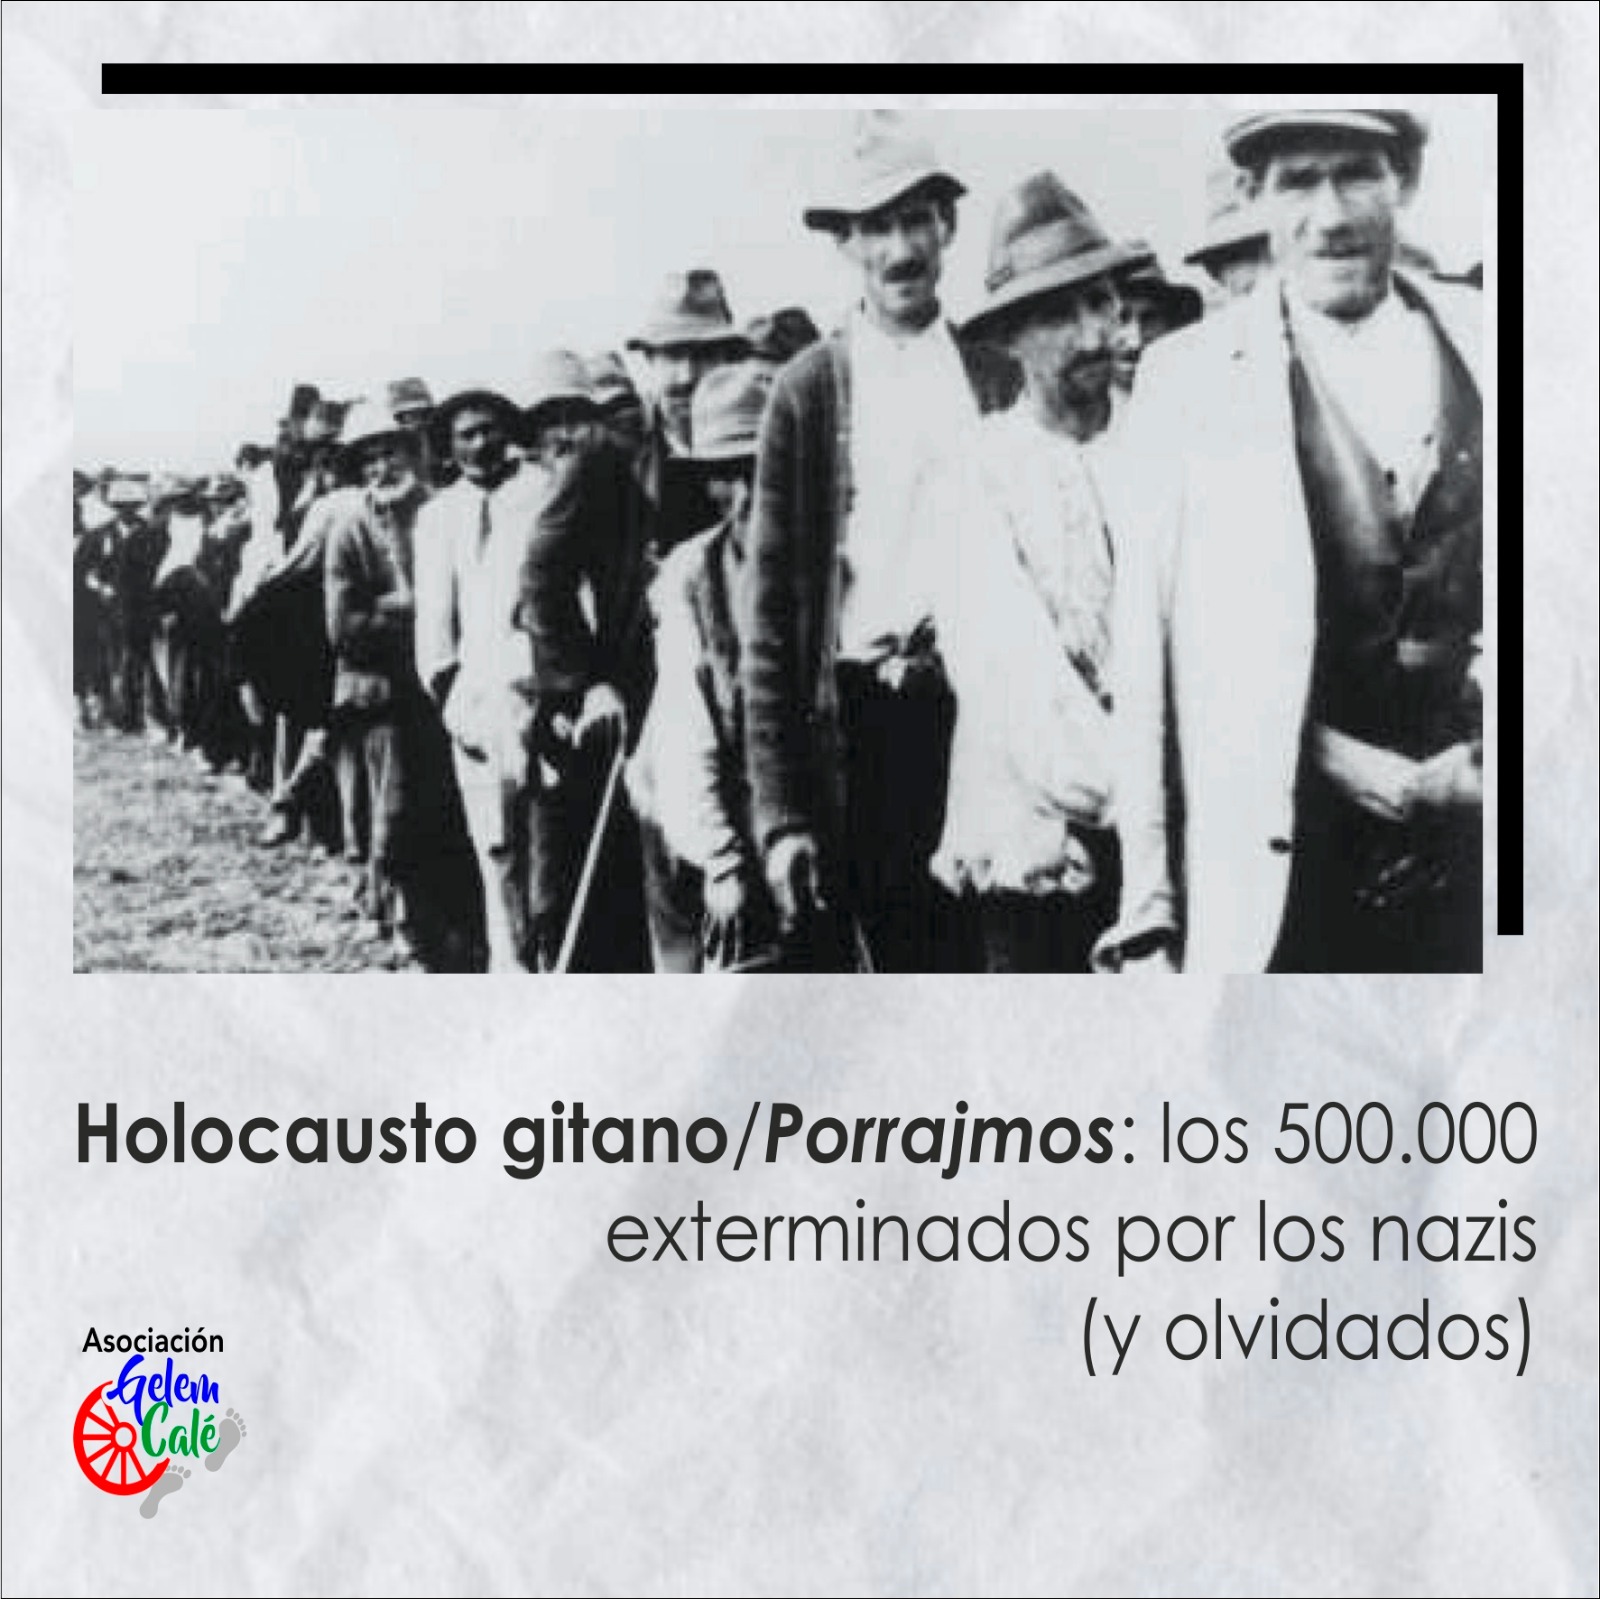 Holocausto gitano/Porrajmos: los 500.000
exterminados por los nazis
(y olvidados)
Asociación
Gelem
Calé